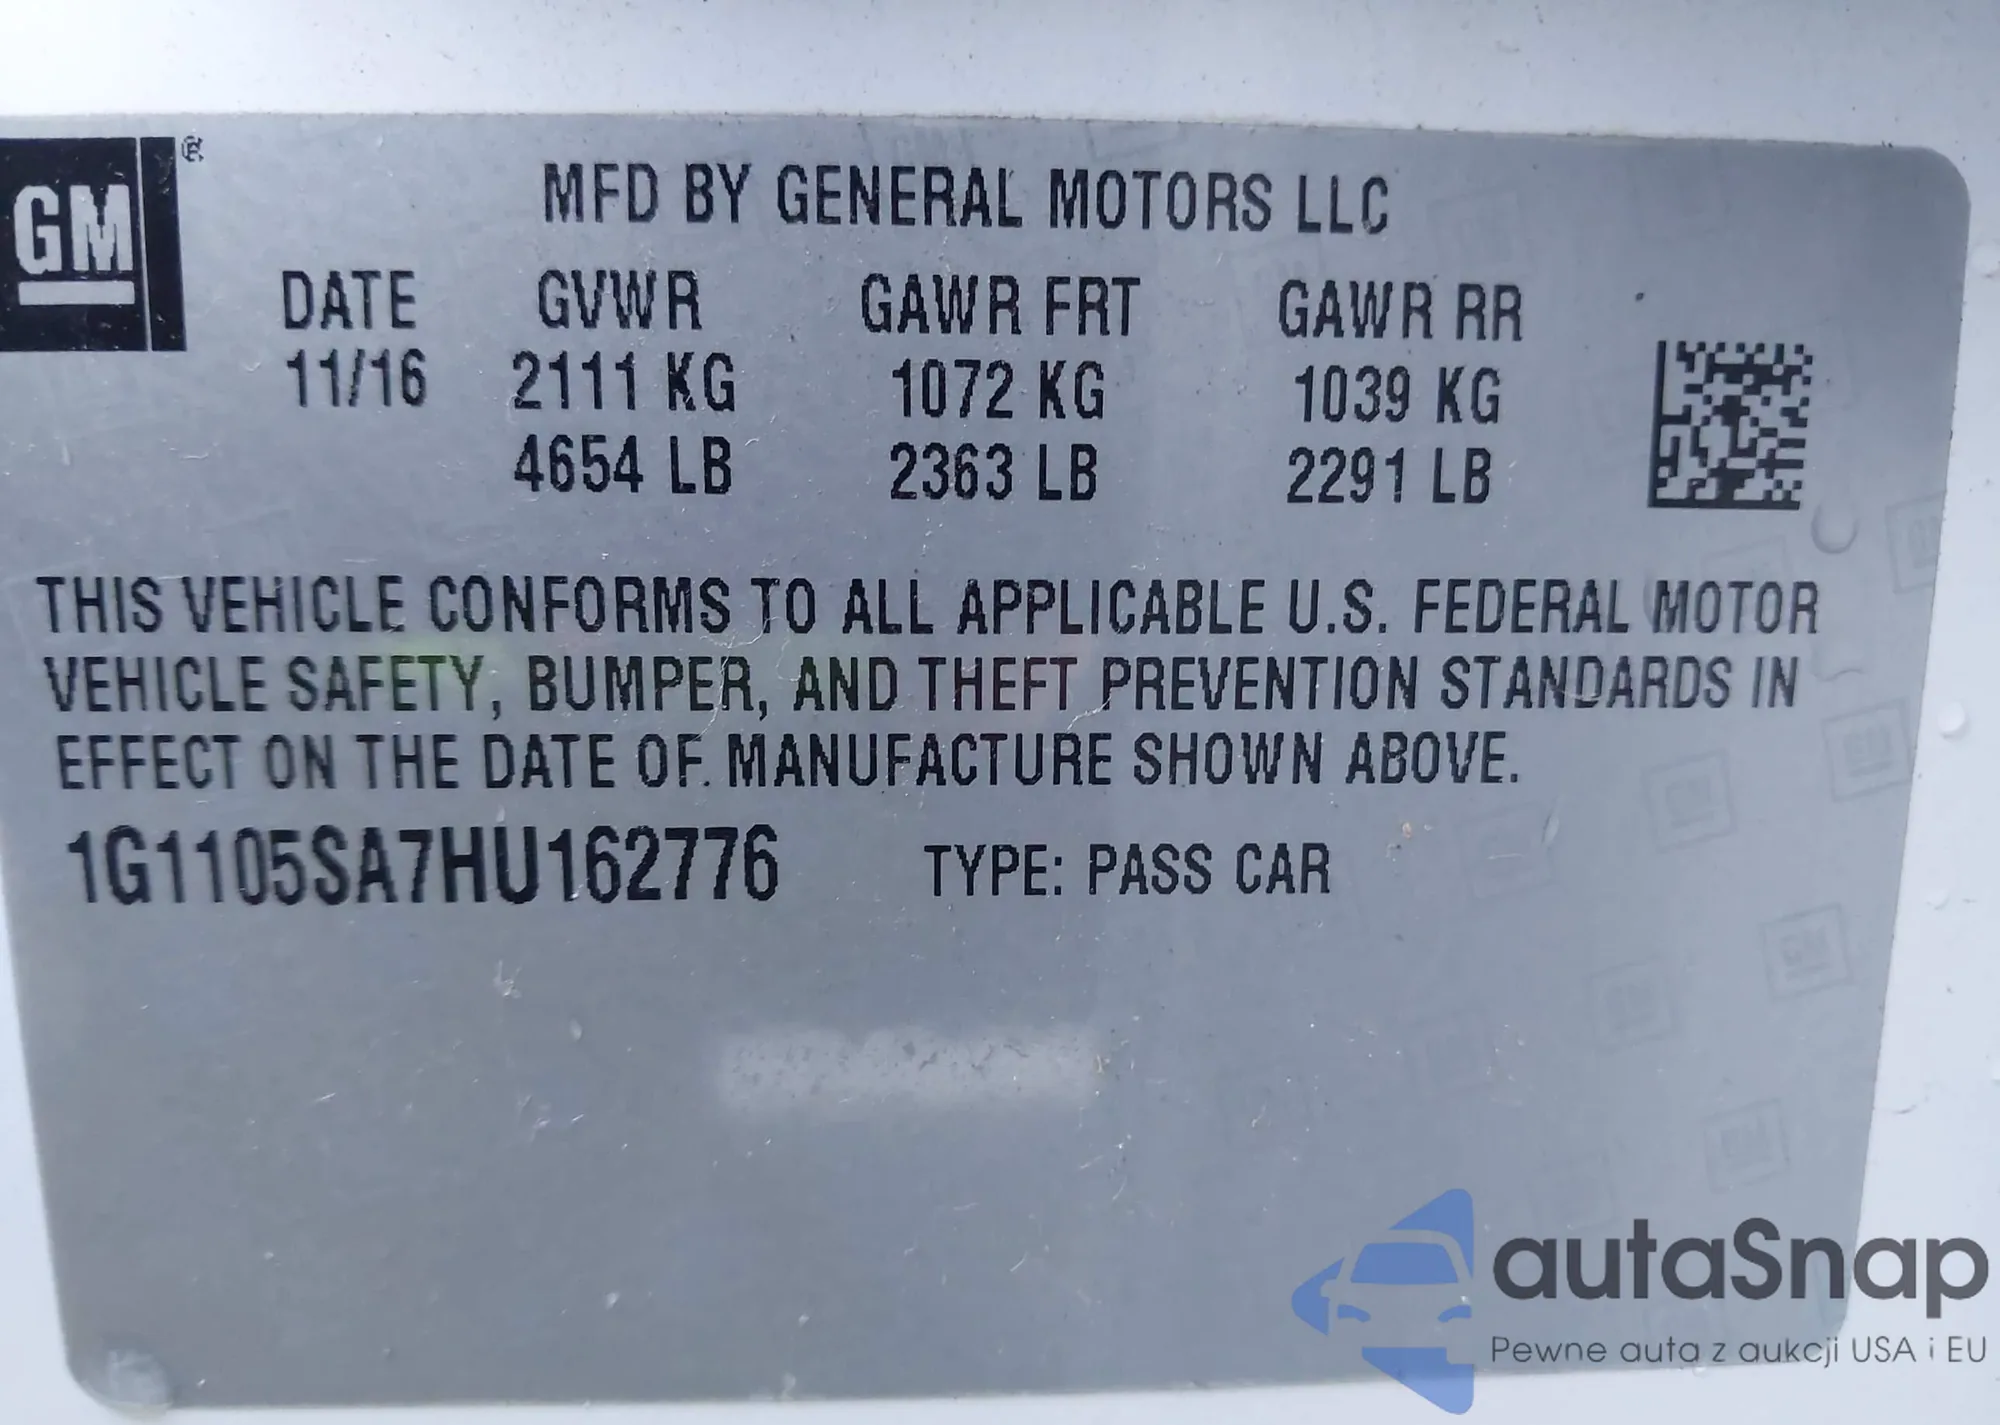 GM ®
MFD BY GENERAL MOTORS LLC
DATE GVWR GAWR FRT GAWR RR
11/16 2111 KG 1072 KG 1039 KG
4654 LB 2363 LB 2291 LB
THIS VEHICLE CONFORMS TO ALL APPLICABLE U.S. FEDERAL MOTOR
VEHICLE SAFETY, BUMPER, AND THEFT PREVENTION STANDARDS IN
EFFECT ON THE DATE OF MANUFACTURE SHOWN ABOVE.
1G1105SA7HU162776 TYPE: PASS CAR
autaSnap
Pewne auta z aukcji USA i EU